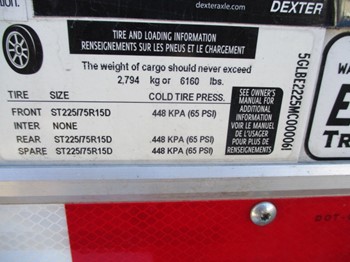 dexteraxle.com
DEXTER
TIRE AND LOADING INFORMATION
RENSEIGNEMENTS SUR LES PNEUS ET LE CHARGEMENT
The weight of cargo should never exceed
2,794 kg or 6160 lbs.
TIRE SIZE COLD TIRE PRESS.
FRONT ST225/75R15D 448 KPA (65 PSI)
INTER NONE
REAR ST225/75R15D 448 KPA (65 PSI)
SPARE ST225/75R15D 448 KPA (65 PSI)
SEE OWNER'S
MANUAL FOR
ADDITIONAL
INFORMATION
VOIR LE MANUEL
DE L'USAGER
POUR PLUS DE
RENSEIGNEMENTS